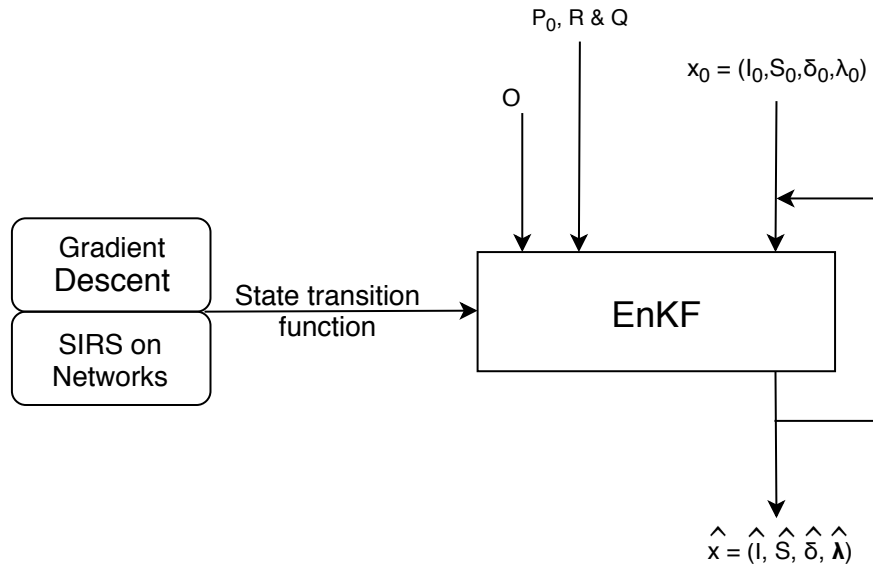 P₀, R & Q
x₀ = (I₀,S₀,δ₀,λ₀)
O
Gradient
Descent
State transition
function
SIRS on
Networks
EnKF
x̂ = (Î, Ŝ, δ̂, λ̂)